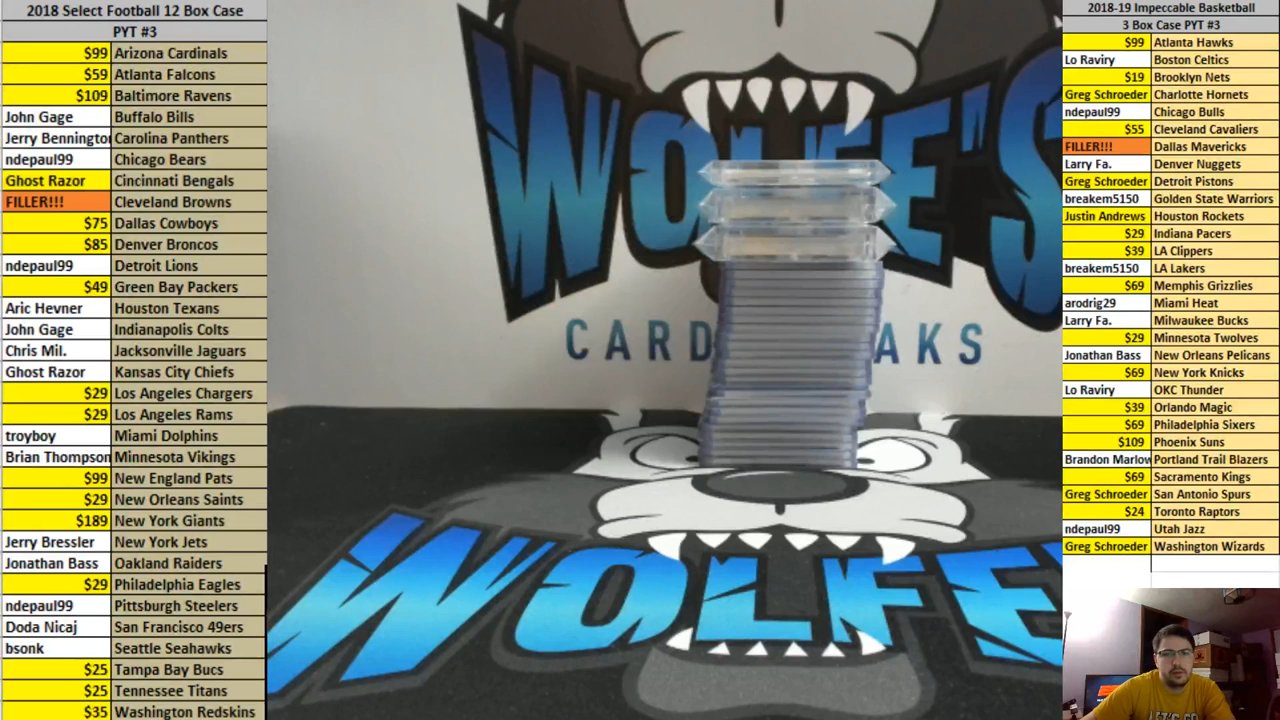 2018 Select Football 12 Box Case
PYT #3
$99 Arizona Cardinals
$59 Atlanta Falcons
$109 Baltimore Ravens
John Gage Buffalo Bills
Jerry Bennington Carolina Panthers
ndepaul99 Chicago Bears
Ghost Razor Cincinnati Bengals
FILLER!!! Cleveland Browns
$75 Dallas Cowboys
$85 Denver Broncos
ndepaul99 Detroit Lions
$49 Green Bay Packers
Aric Hevner Houston Texans
John Gage Indianapolis Colts
Chris Mil. Jacksonville Jaguars
Ghost Razor Kansas City Chiefs
$29 Los Angeles Chargers
$29 Los Angeles Rams
troyboy Miami Dolphins
Brian Thompson Minnesota Vikings
$99 New England Pats
$29 New Orleans Saints
$189 New York Giants
Jerry Bressler New York Jets
Jonathan Bass Oakland Raiders
$29 Philadelphia Eagles
ndepaul99 Pittsburgh Steelers
Doda Nicaj San Francisco 49ers
bsonk Seattle Seahawks
$25 Tampa Bay Bucs
$25 Tennessee Titans
$35 Washington Redskins
WOLFE'S
CARD AKS
WOLFE
2018-19 Impeccable Basketball
3 Box Case PYT #3
$99 Atlanta Hawks
Lo Raviry Boston Celtics
$19 Brooklyn Nets
Greg Schroeder Charlotte Hornets
ndepaul99 Chicago Bulls
$55 Cleveland Cavaliers
FILLER!!! Dallas Mavericks
Larry Fa. Denver Nuggets
Greg Schroeder Detroit Pistons
breakem5150 Golden State Warriors
Justin Andrews Houston Rockets
$29 Indiana Pacers
$39 LA Clippers
breakem5150 LA Lakers
$69 Memphis Grizzlies
arodrig29 Miami Heat
Larry Fa. Milwaukee Bucks
$29 Minnesota Twolves
Jonathan Bass New Orleans Pelicans
$69 New York Knicks
Lo Raviry OKC Thunder
$39 Orlando Magic
$69 Philadelphia Sixers
$109 Phoenix Suns
Brandon Marlow Portland Trail Blazers
$69 Sacramento Kings
Greg Schroeder San Antonio Spurs
$24 Toronto Raptors
ndepaul99 Utah Jazz
Greg Schroeder Washington Wizards
LET'S GO